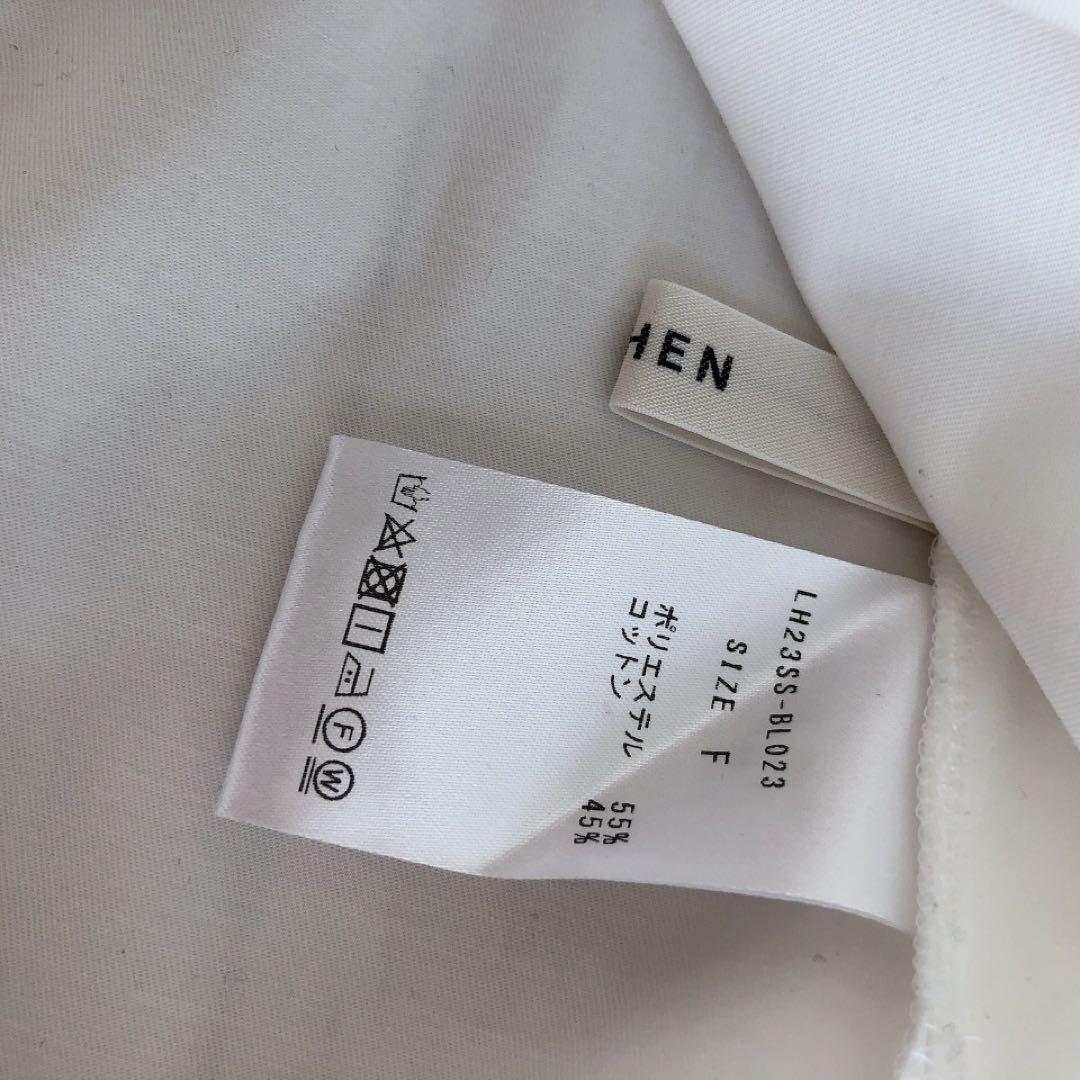 HEN
LH23SS-BL023
SIZE F
ポリエステル 55%
コットン 45%
F
W